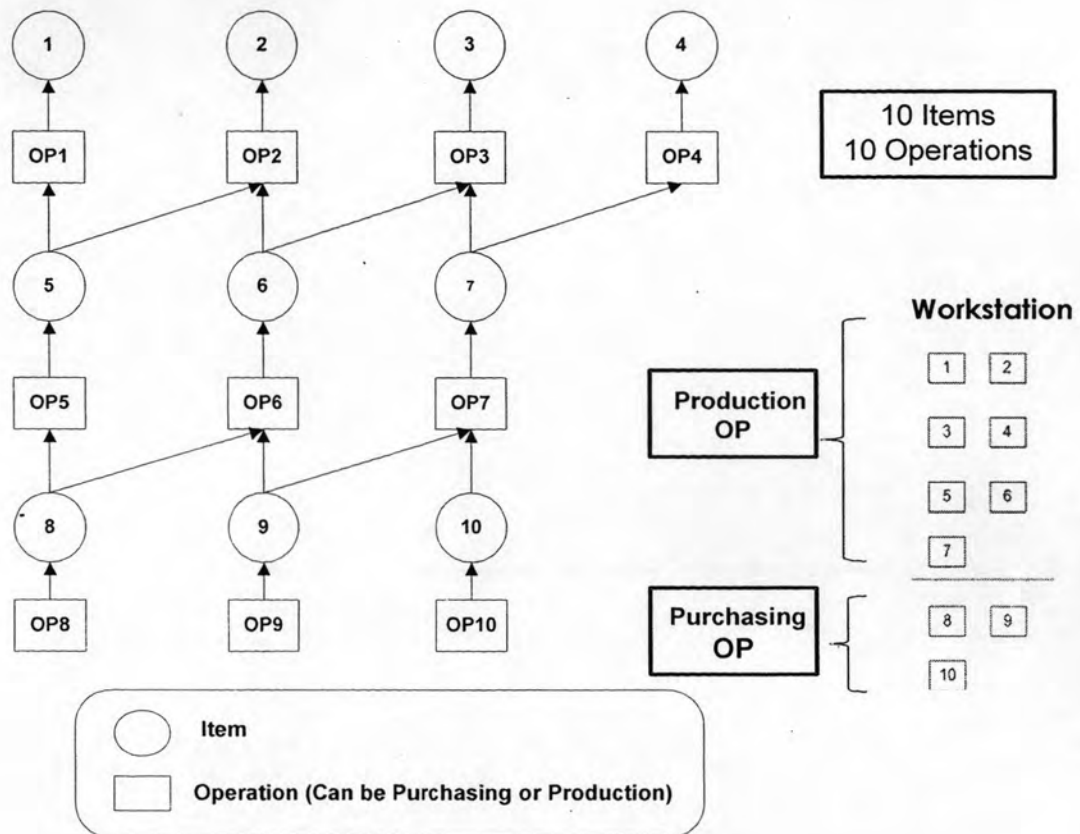 1 2 3 4
OP1 OP2 OP3 OP4
10 Items
10 Operations
5 6 7
Workstation
1 2
OP5 OP6 OP7
Production
OP
3 4
5 6
8 9 10
7
OP8 OP9 OP10
Purchasing
OP
8 9
10
Item
Operation (Can be Purchasing or Production)